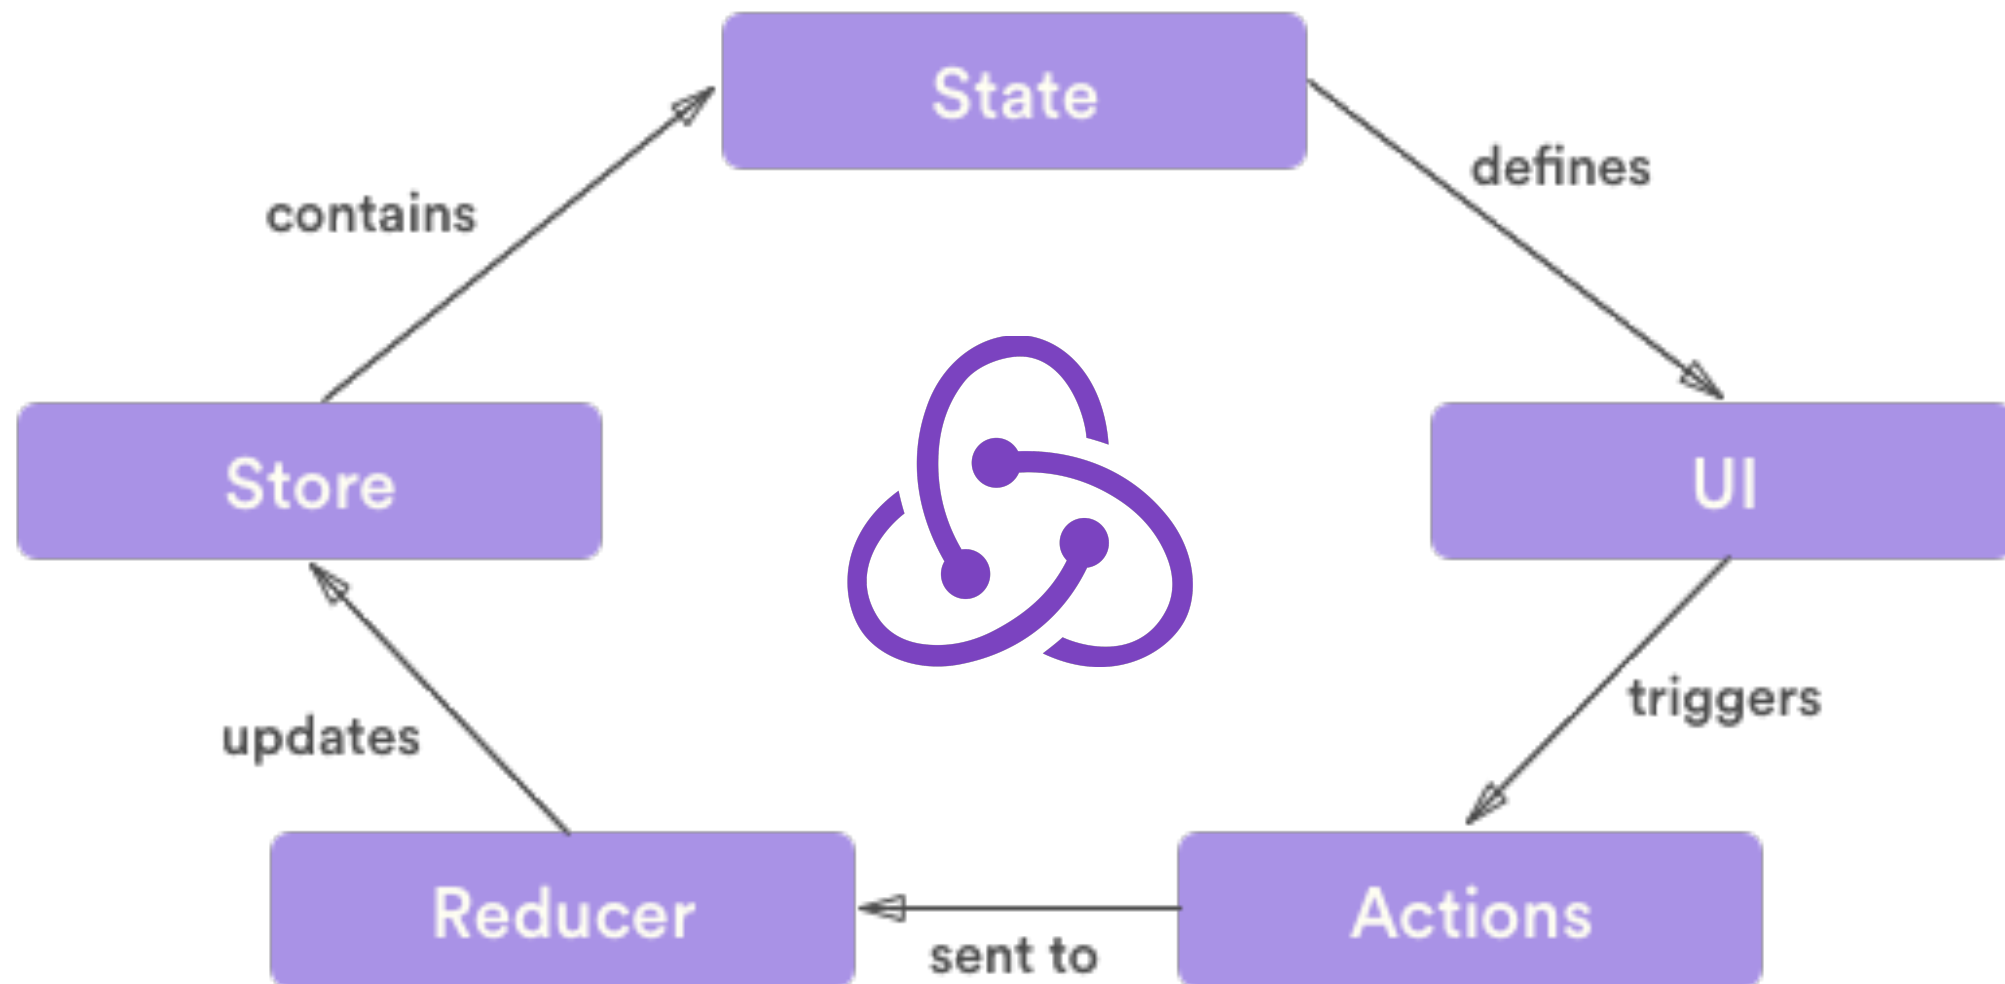 State
defines
contains
Store
UI
triggers
updates
Reducer
Actions
sent to